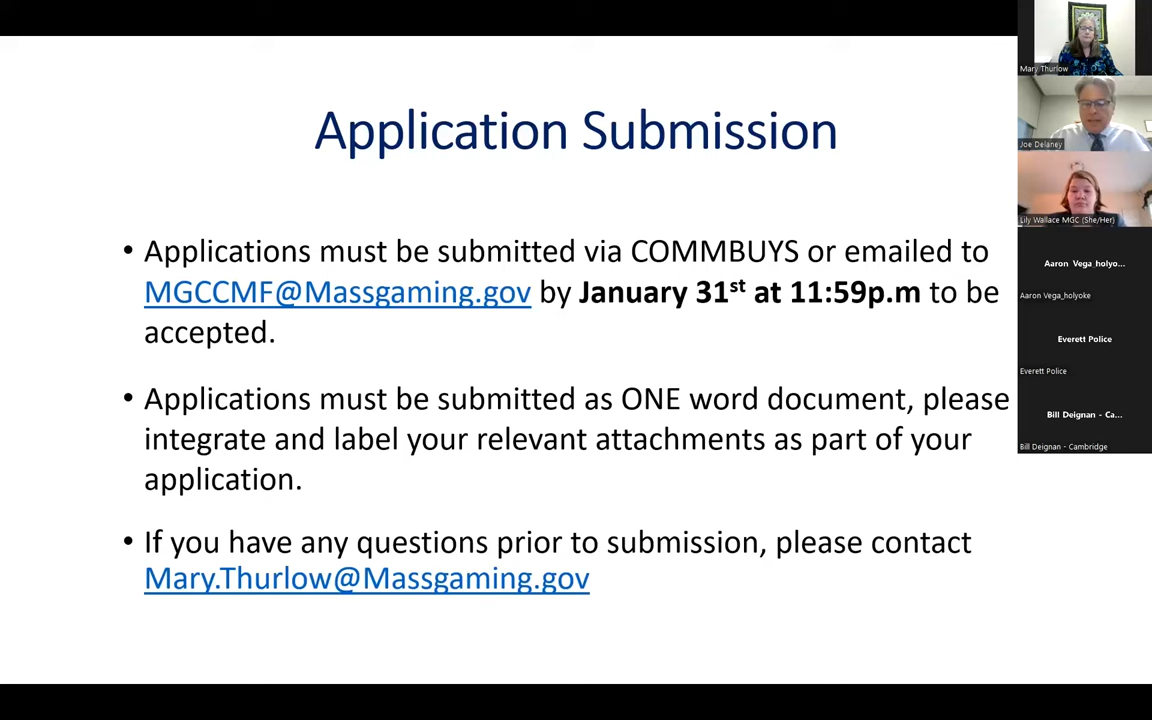 Application Submission
• Applications must be submitted via COMMBUYS or emailed to
MGCCMF@Massgaming.gov by January 31st at 11:59p.m to be
accepted.
• Applications must be submitted as ONE word document, please
integrate and label your relevant attachments as part of your
application.
• If you have any questions prior to submission, please contact
Mary.Thurlow@Massgaming.gov
Mary Thurlow
Joe Delaney
Lily Wallace MGC (She/Her)
Aaron Vega_holyo...
Aaron Vega_holyoke
Everett Police
Everett Police
Bill Deignan - Ca...
Bill Deignan - Cambridge